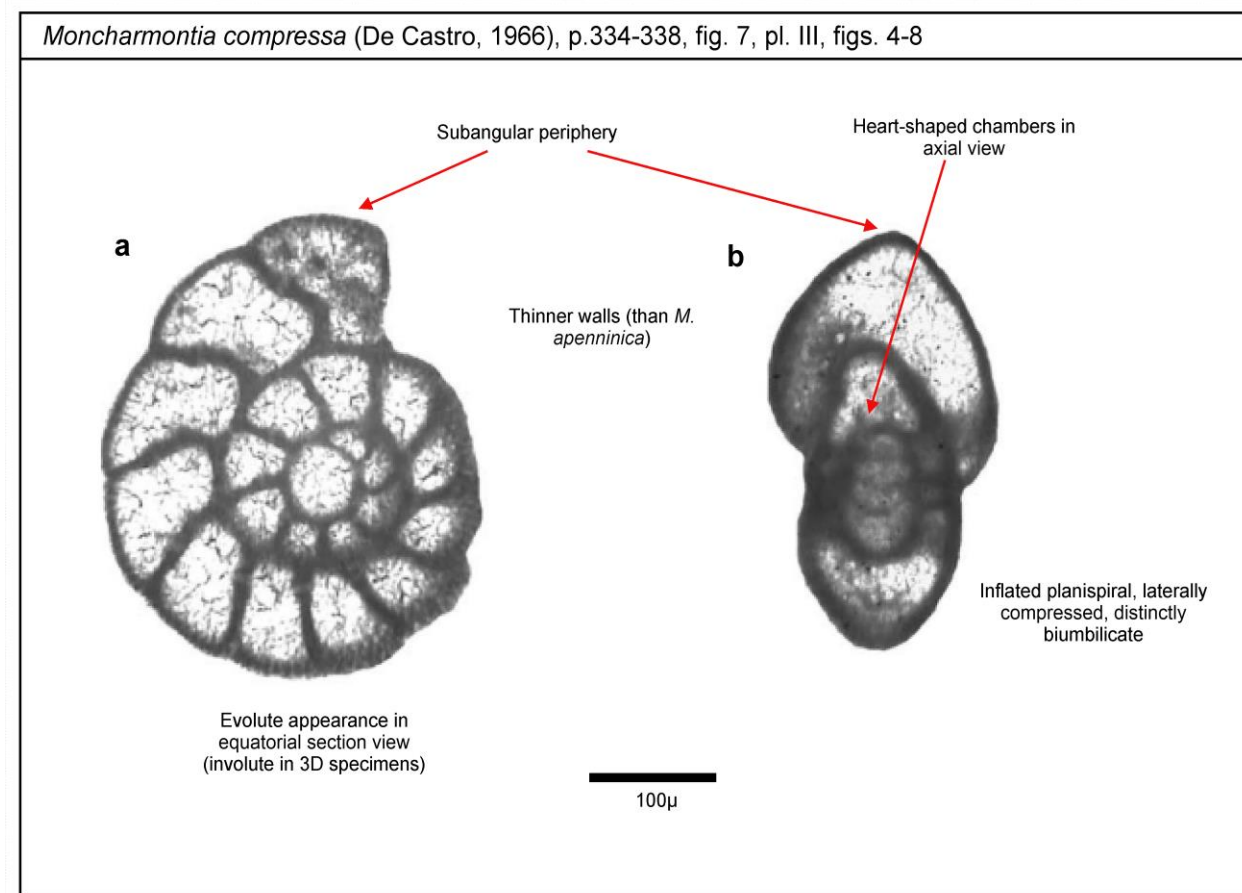 Moncharmontia compressa (De Castro, 1966), p.334-338, fig. 7, pl. III, figs. 4-8
Subangular periphery
Heart-shaped chambers in
axial view
a
b
Thinner walls (than M.
apenninica)
Inflated planispiral, laterally
compressed, distinctly
biumbilicate
Evolute appearance in
equatorial section view
(involute in 3D specimens)
100µ